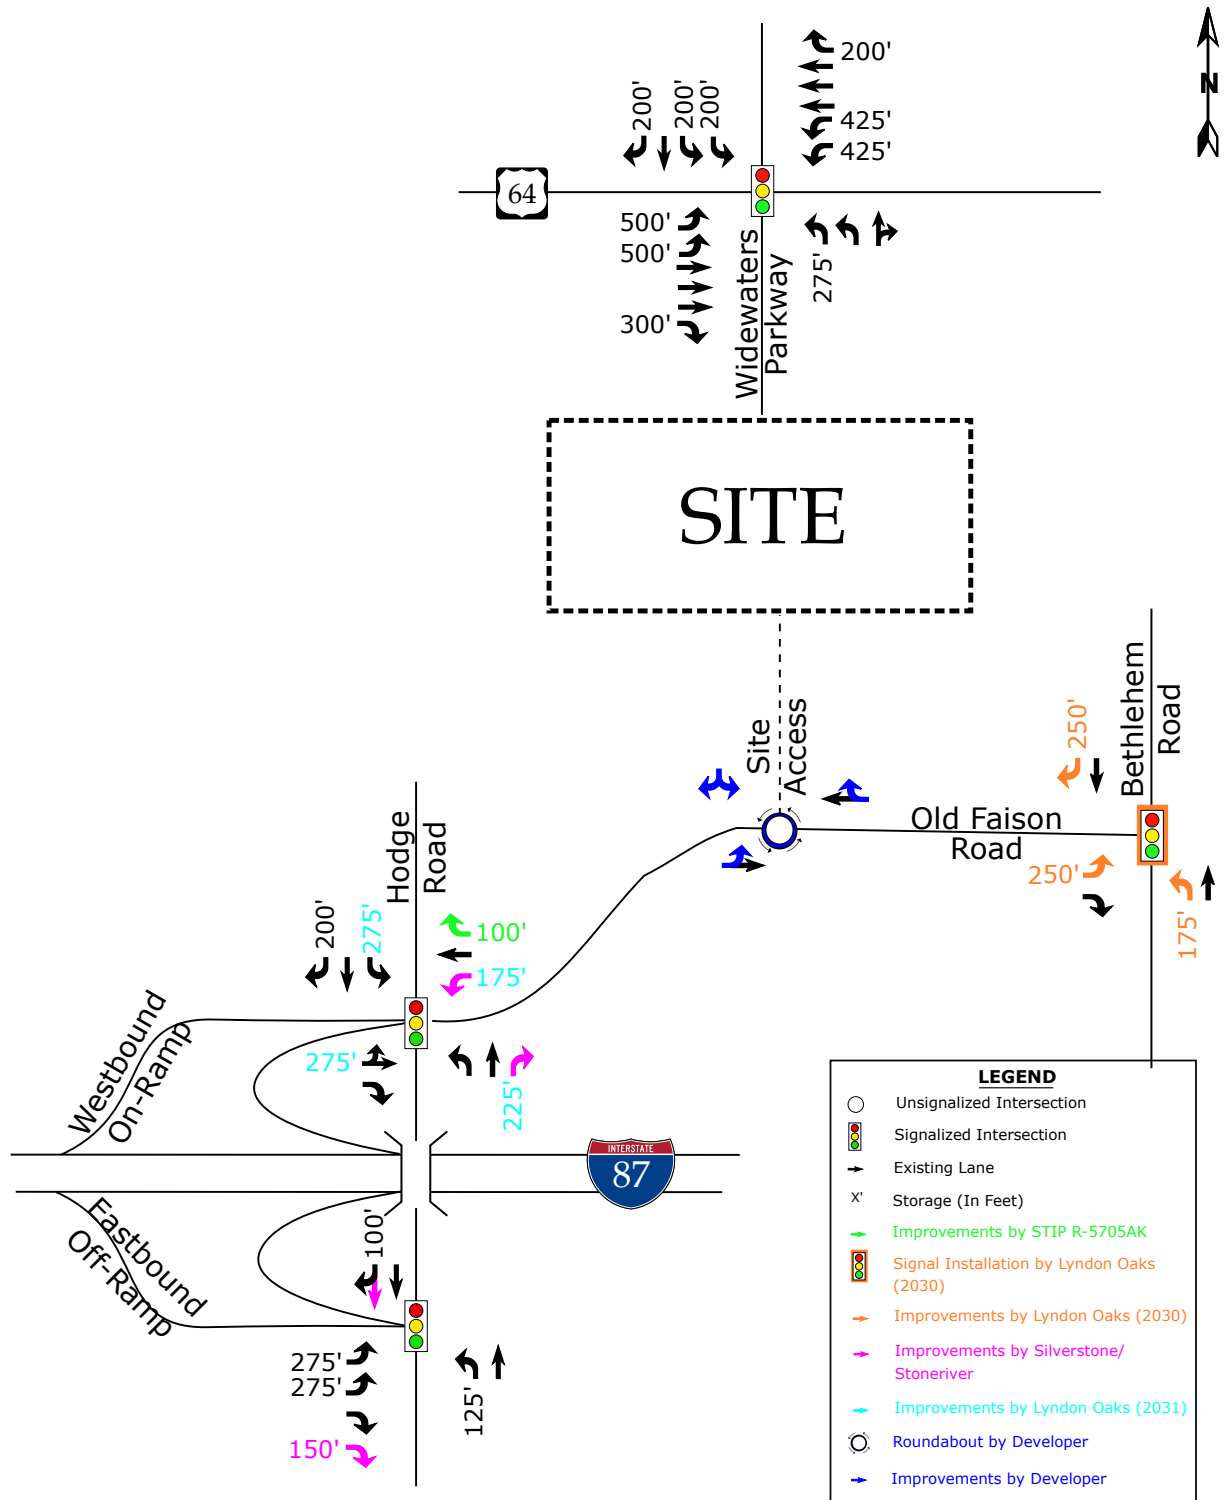 N
200'
200'
200'
200'
425'
425'
64
500'
500'
300'
275'
Widewaters
Parkway
SITE
Site
Access
Bethlehem
Road
250'
Old Faison
Road
250'
175'
Hodge
Road
200'
275'
100'
175'
275'
225'
Westbound
On-Ramp
INTERSTATE
87
Eastbound
Off-Ramp
100'
275'
275'
150'
125'
LEGEND
Unsignalized Intersection
Signalized Intersection
Existing Lane
X' Storage (In Feet)
Improvements by STIP R-5705AK
Signal Installation by Lyndon Oaks
(2030)
Improvements by Lyndon Oaks (2030)
Improvements by Silverstone/
Stoneriver
Improvements by Lyndon Oaks (2031)
Roundabout by Developer
Improvements by Developer